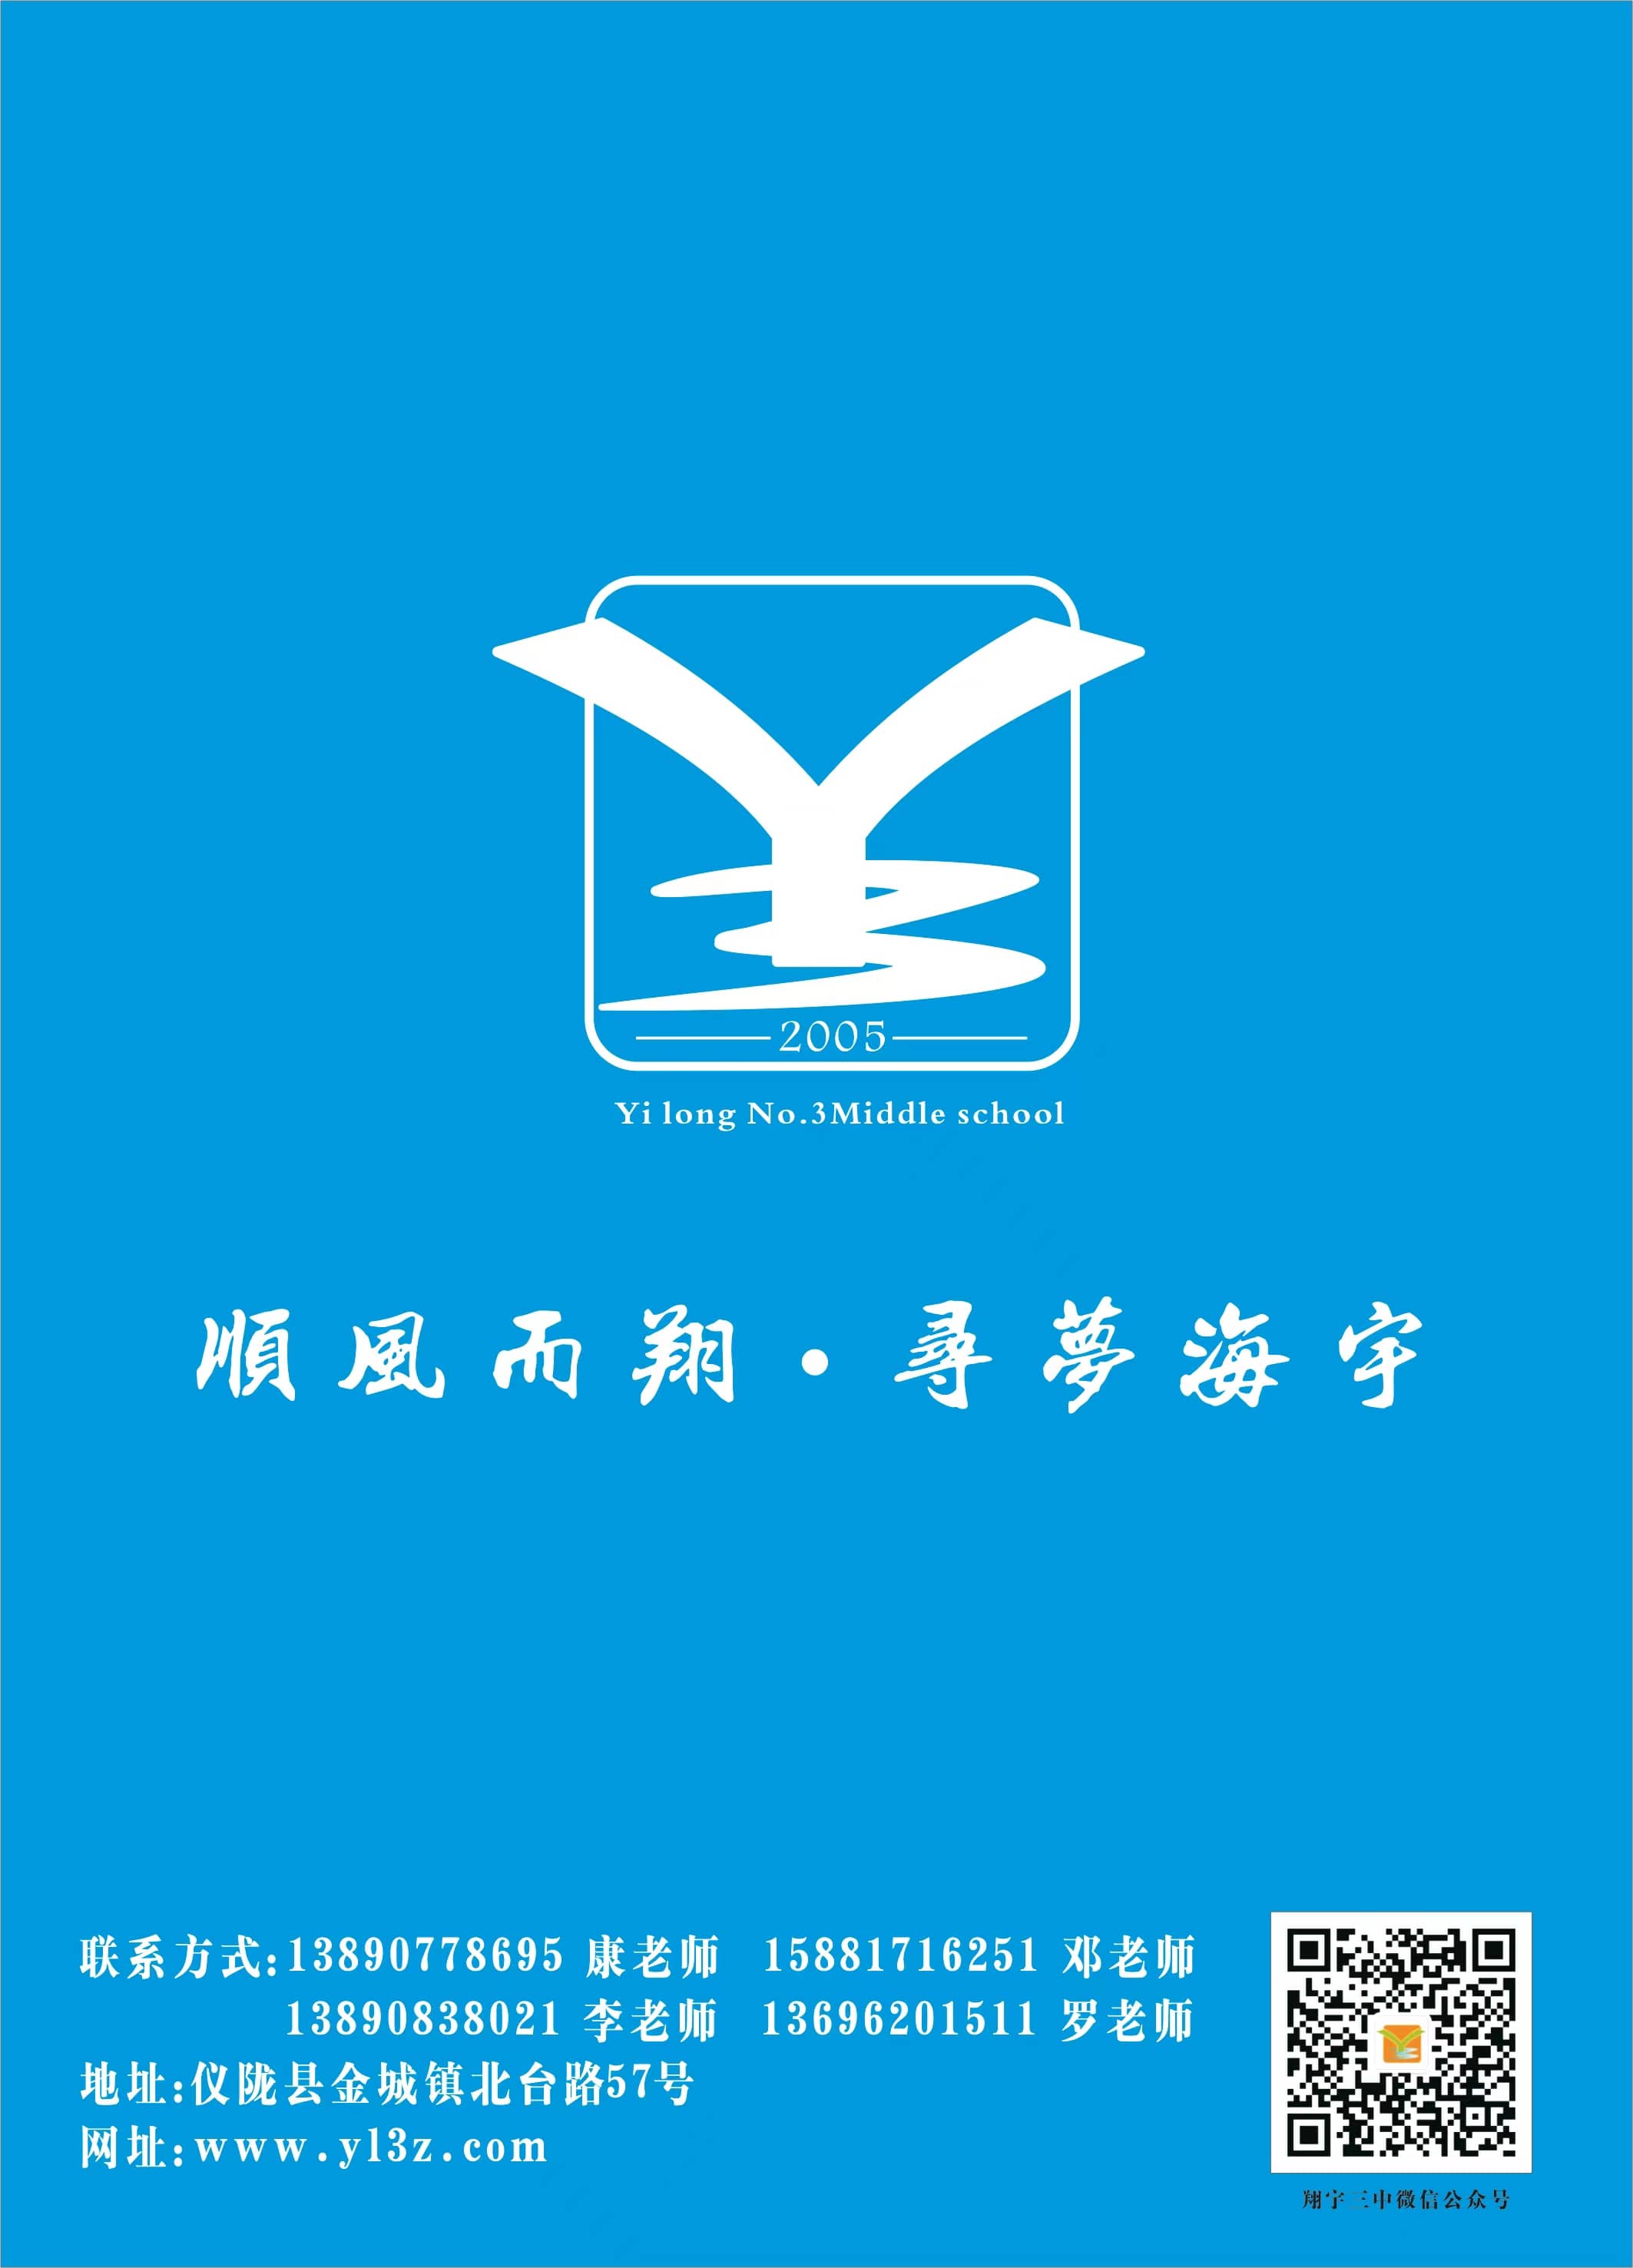 2005
Yi long No.3Middle school
順風而翔·尋夢海宇
联系方式:13890778695 康老师 15881716251 邓老师
13890838021 李老师 13696201511 罗老师
地址:仪陇县金城镇北台路57号
网址:www.yl3z.com
翔宇三中微信公众号